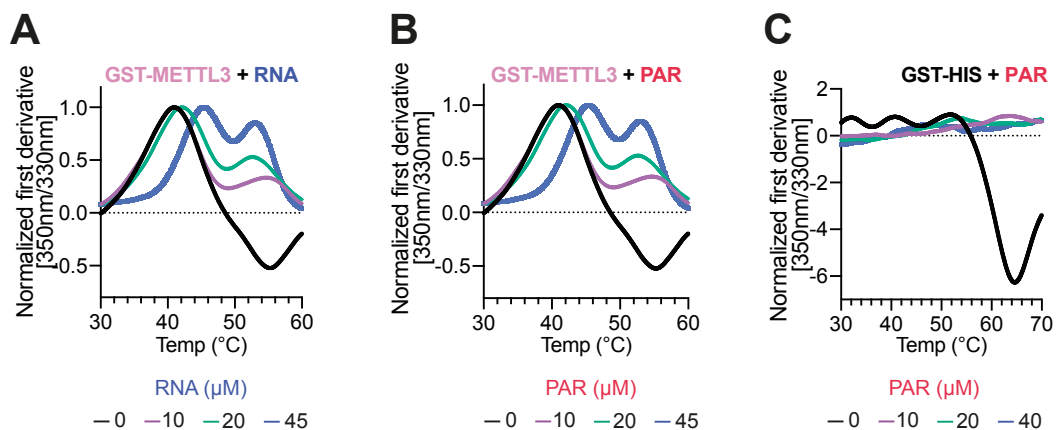 A
GST-METTL3 + RNA
Normalized first derivative
[350nm/330nm]
1.0
0.5
0.0
-0.5
30 40 50 60
Temp (°C)
RNA (µM)
0 10 20 45
B
GST-METTL3 + PAR
Normalized first derivative
[350nm/330nm]
1.0
0.5
0.0
-0.5
30 40 50 60
Temp (°C)
PAR (µM)
0 10 20 45
C
GST-HIS + PAR
Normalized first derivative
[350nm/330nm]
2
0
-2
-4
-6
30 40 50 60 70
Temp (°C)
PAR (µM)
0 10 20 40